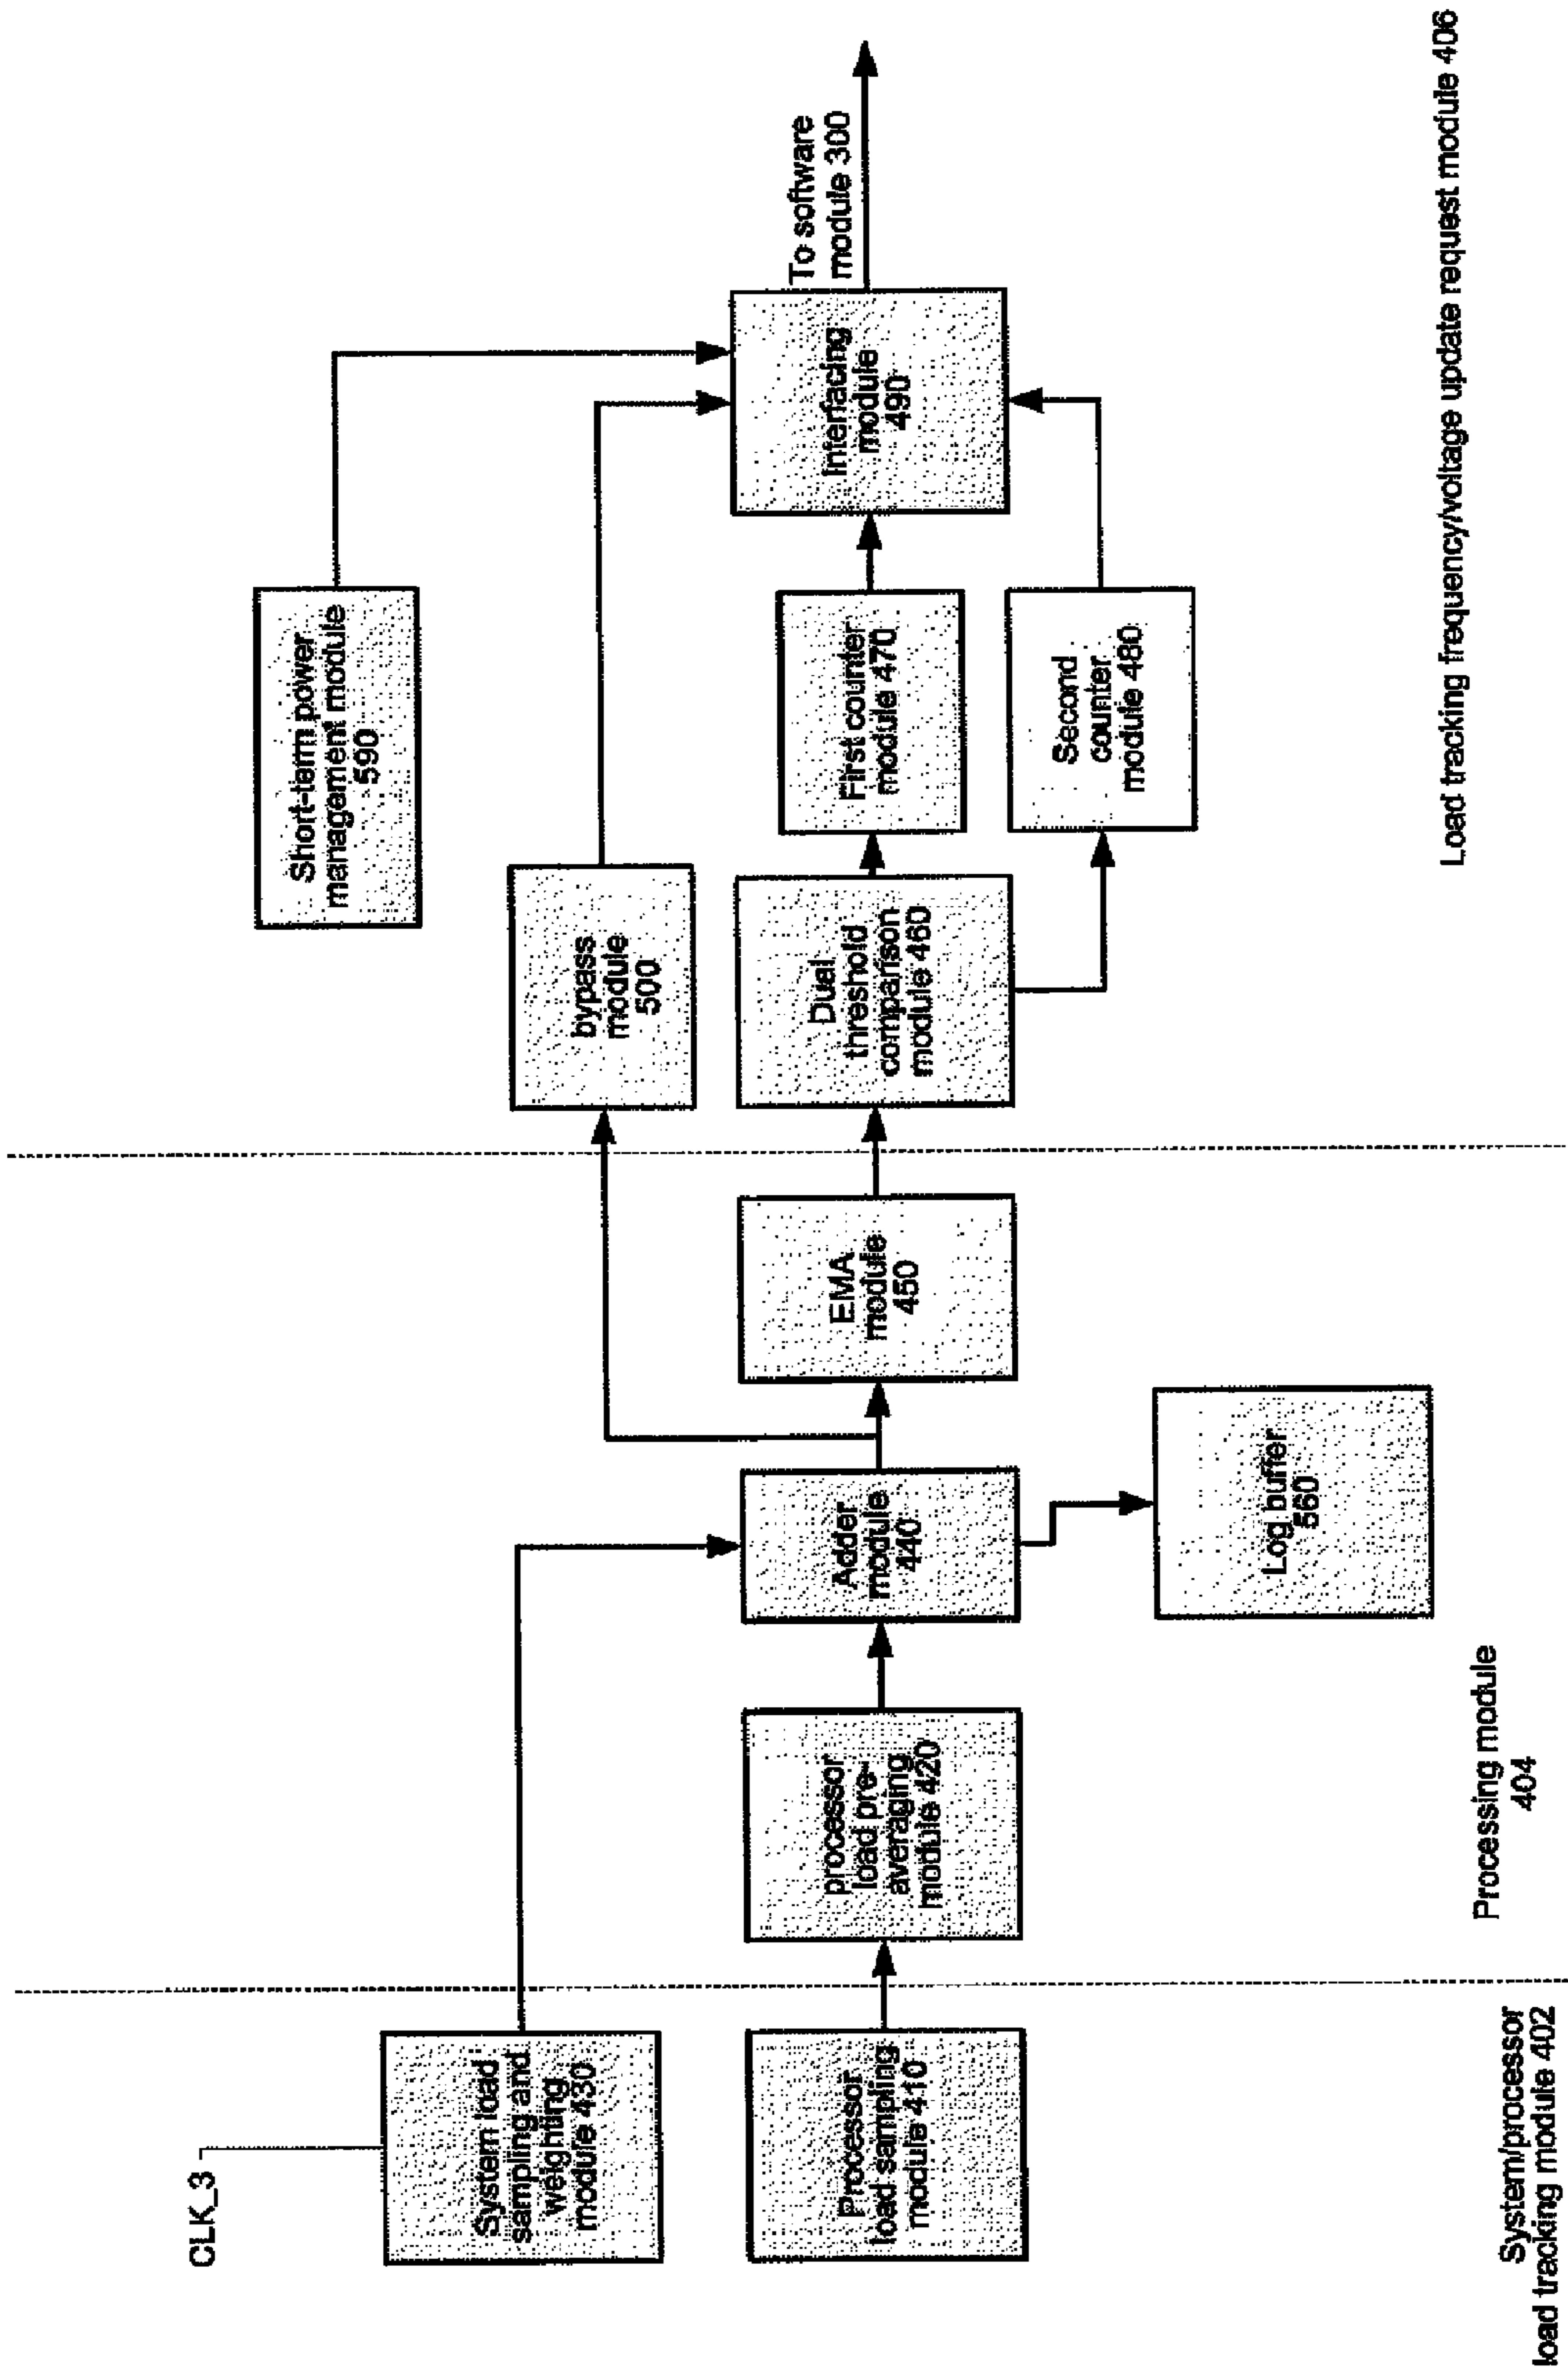 CLK_3
System load
sampling and
weighting
module 430
Processor
load sampling
module 410
System/processor
load tracking module 402
processor
load pre-
averaging
module 420
Adder
module
440
Log buffer
560
EMA
module
450
Processing module
404
Short-term power
management module
590
bypass
module
500
Dual
threshold
comparison
module 460
First counter
module 470
Second
counter
module 480
Interfacing
module
490
To software
module 300
Load tracking frequency/voltage update request module 406